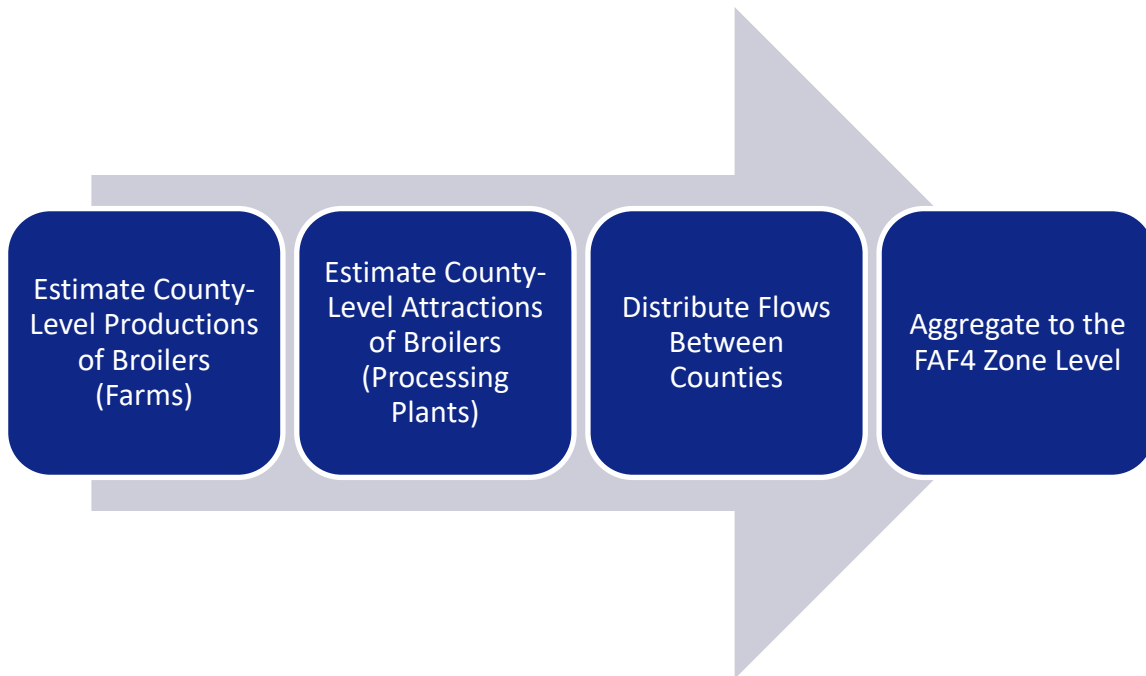 Estimate County-
Level Productions
of Broilers
(Farms)
Estimate County-
Level Attractions
of Broilers
(Processing
Plants)
Distribute Flows
Between
Counties
Aggregate to the
FAF4 Zone Level